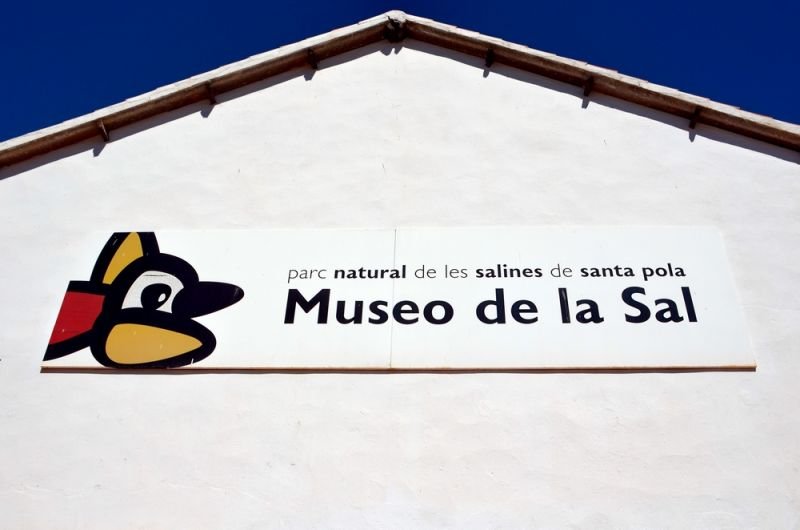 parc natural de les salines de santa pola
Museo de la Sal